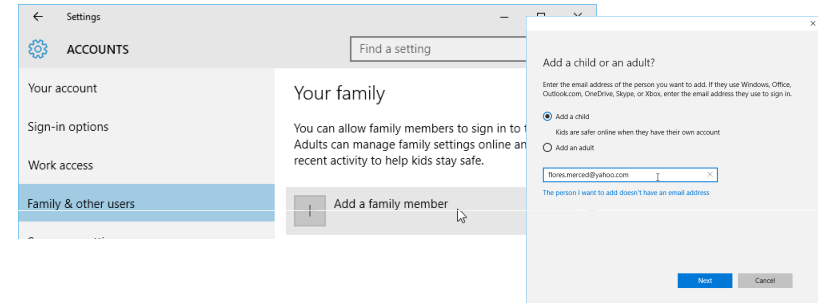 Settings
ACCOUNTS
Find a setting
Your account
Sign-in options
Work access
Family & other users
Your family
You can allow family members to sign in to
Adults can manage family settings online an
recent activity to help kids stay safe.
Add a family member
Add a child or an adult?
Enter the email address of the person you want to add. If they use Windows, Office,
Outlook.com, OneDrive, Skype, or Xbox, enter the email address they use to sign in.
Add a child
Kids are safer online when they have their own account
Add an adult
flores.merced@yahoo.com
The person I want to add doesn't have an email address
Next
Cancel